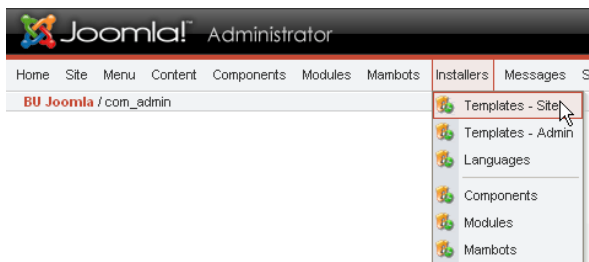 Joomla!™ Administrator
Home Site Menu Content Components Modules Mambots Installers Messages S
BU Joomla / com_admin
Templates - Site
Templates - Admin
Languages
Components
Modules
Mambots